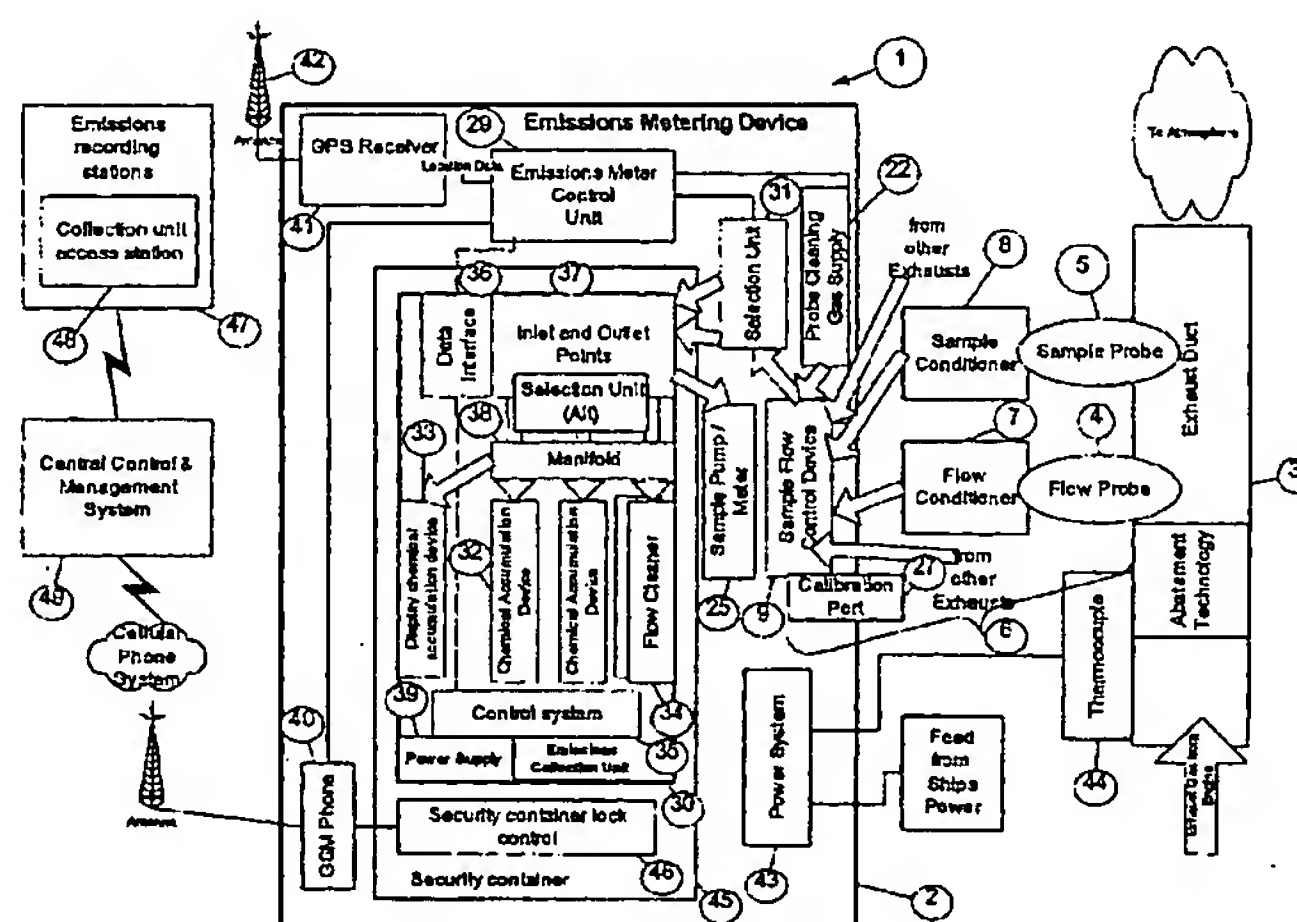 42
1
Emissions
recording
stations
Antenna
GPS Receiver
Location Data
29
Emissions Metering Device
Emissions Meter
Control
Unit
To Atmosphere
Collection unit
access station
41
31
22
from
other
Exhausts
8
5
48
47
36
37
Selection Unit
Probe Cleaning
Gas Supply
Data
Interface
Inlet and Outlet
Points
Sample
Conditioner
Sample Probe
Exhaust Duct
Selection Unit
38
33
Manifold
7
4
3
Central Control &
Management
System
Sample Pump /
Meter
Sample Flow
Control Device
Flow
Conditioner
Flow Probe
32
Display chemical
accumulation device
Chemical Accumulation
Device
Chemical Accumulation
Device
Flow Cleaner
25
9
Calibration
Port
27
from
other
Exhausts
6
Abatement
Technology
Cellular
Phone
System
39
Control system
34
35
Power Supply
Emissions
Collection Unit
30
Power System
Thermocouple
44
Feed
from
Ships
Power
Engine
40
GSM Phone
Antenna
Security container lock
control
46
43
Security container
45
2